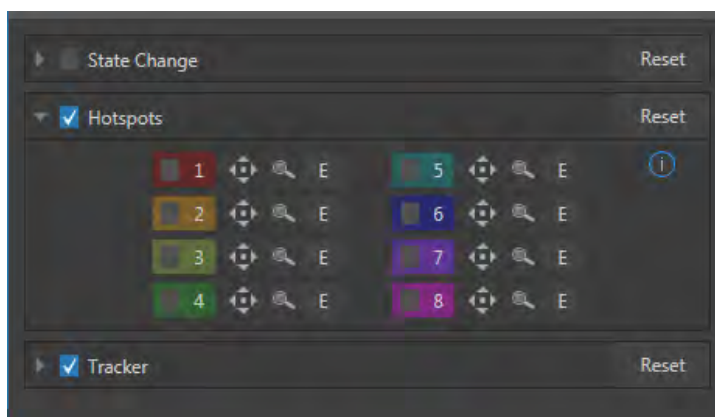 State Change Reset
Hotspots Reset
1 E 5 E i
2 E 6 E
3 E 7 E
4 E 8 E
Tracker Reset